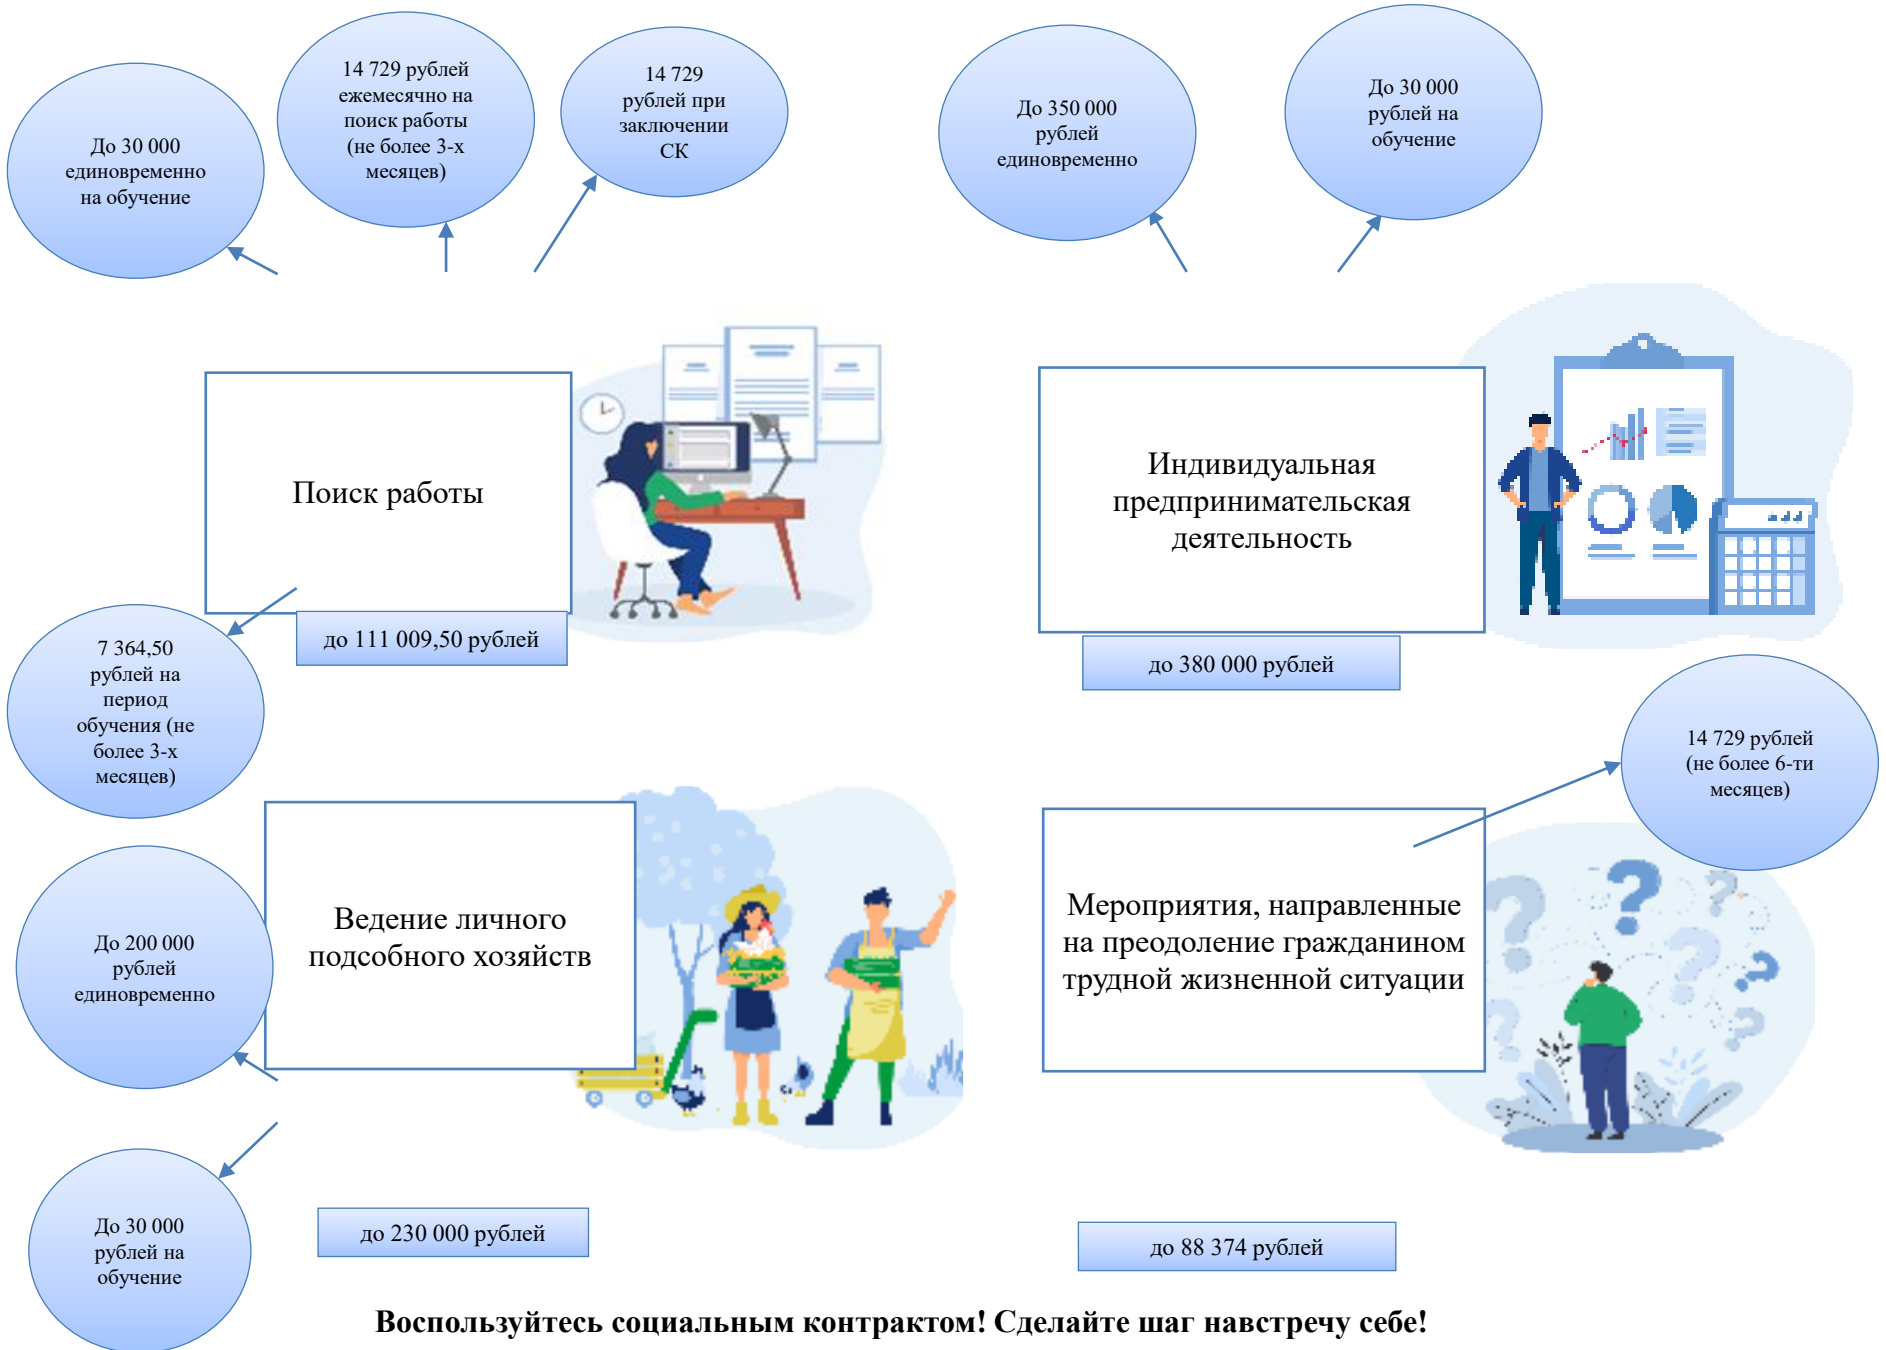 До 30 000
единовременно
на обучение
14 729 рублей
ежемесячно на
поиск работы
(не более 3-х
месяцев)
14 729
рублей при
заключении
СК
До 350 000
рублей
единовременно
До 30 000
рублей на
обучение
Поиск работы
до 111 009,50 рублей
7 364,50
рублей на
период
обучения (не
более 3-х
месяцев)
Индивидуальная
предпринимательская
деятельность
до 380 000 рублей
14 729 рублей
(не более 6-ти
месяцев)
До 200 000
рублей
единовременно
Ведение личного
подсобного хозяйств
До 30 000
рублей на
обучение
до 230 000 рублей
Мероприятия, направленные
на преодоление гражданином
трудной жизненной ситуации
до 88 374 рублей
Воспользуйтесь социальным контрактом! Сделайте шаг навстречу себе!